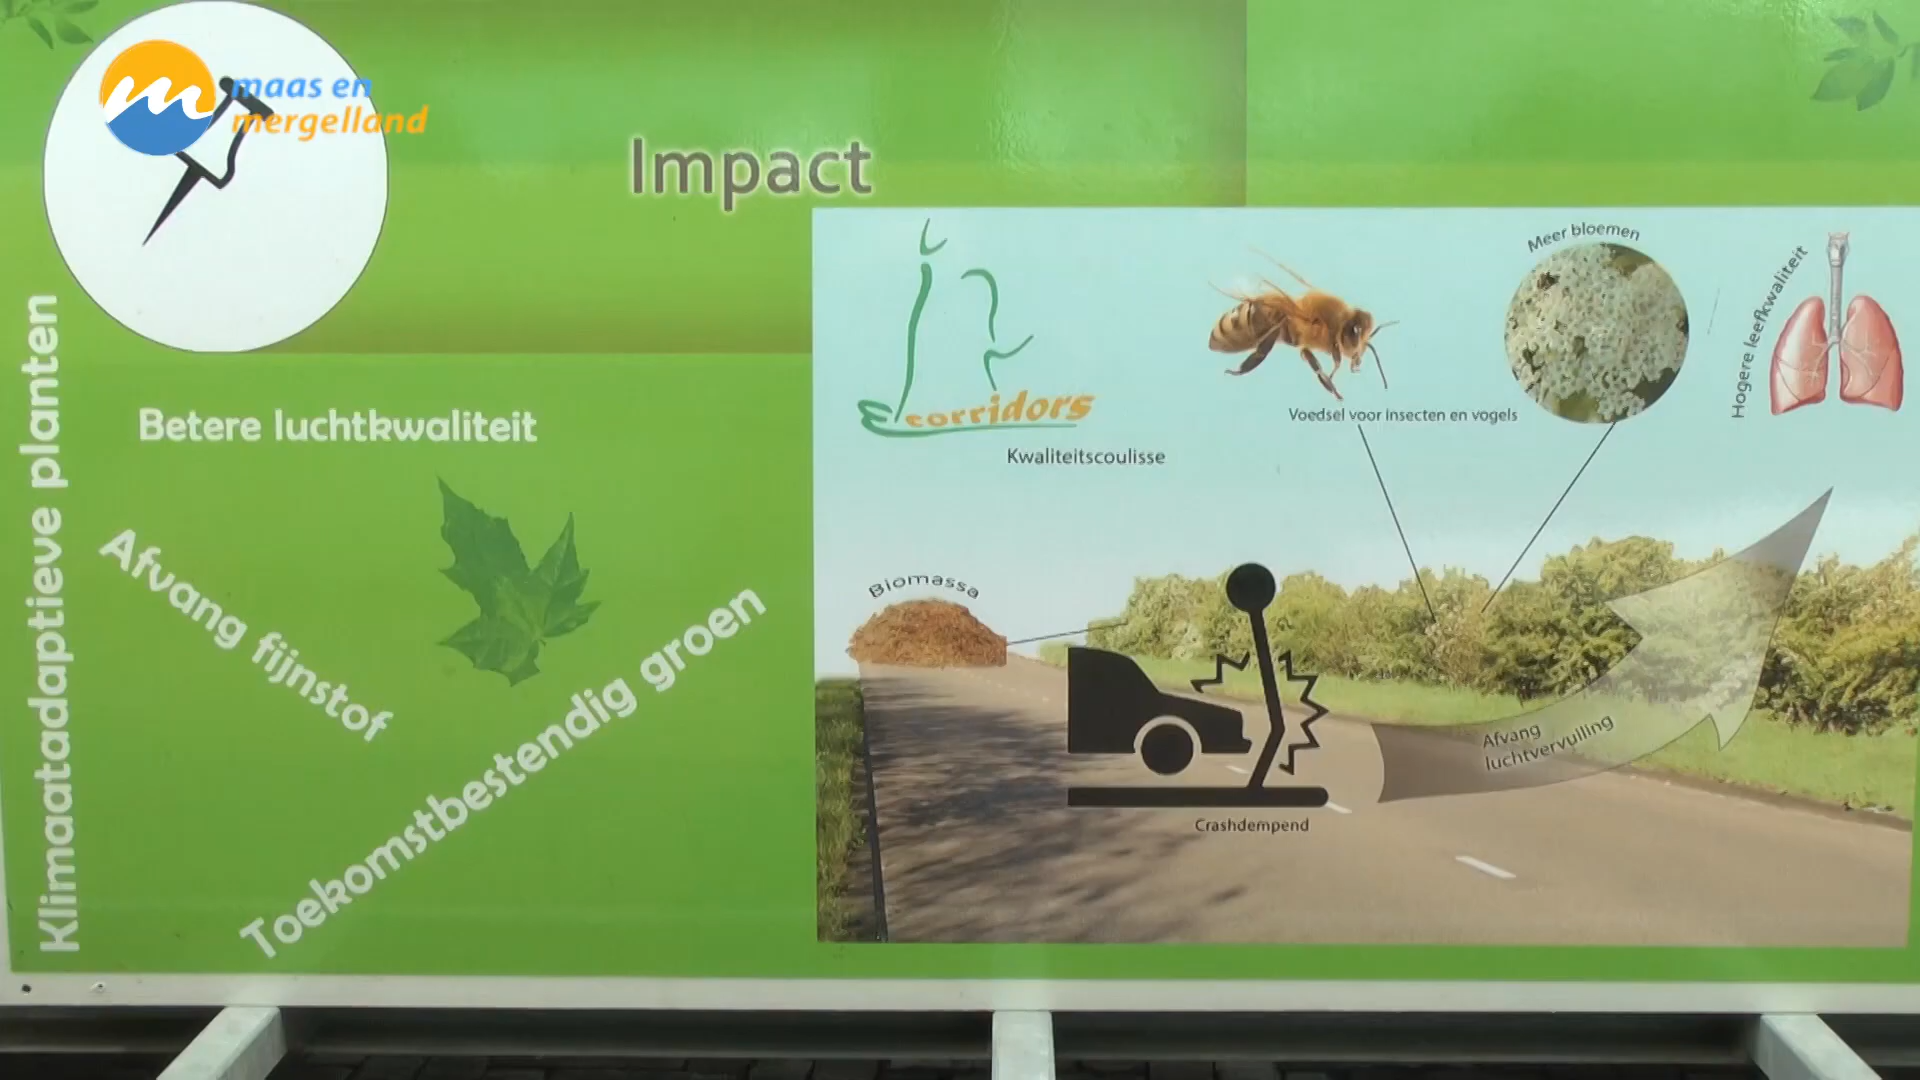 maas en
mergelland
Impact
Klimaatadaptieve planten
Betere luchtkwaliteit
Afvang fijnstof
Toekomstbestendig groen
corridors
Kwaliteitscoulisse
Voedsel voor insecten en vogels
Meer bloemen
Hogere leefkwaliteit
Biomassa
Afvang
luchtvervuiling
Crashdempend